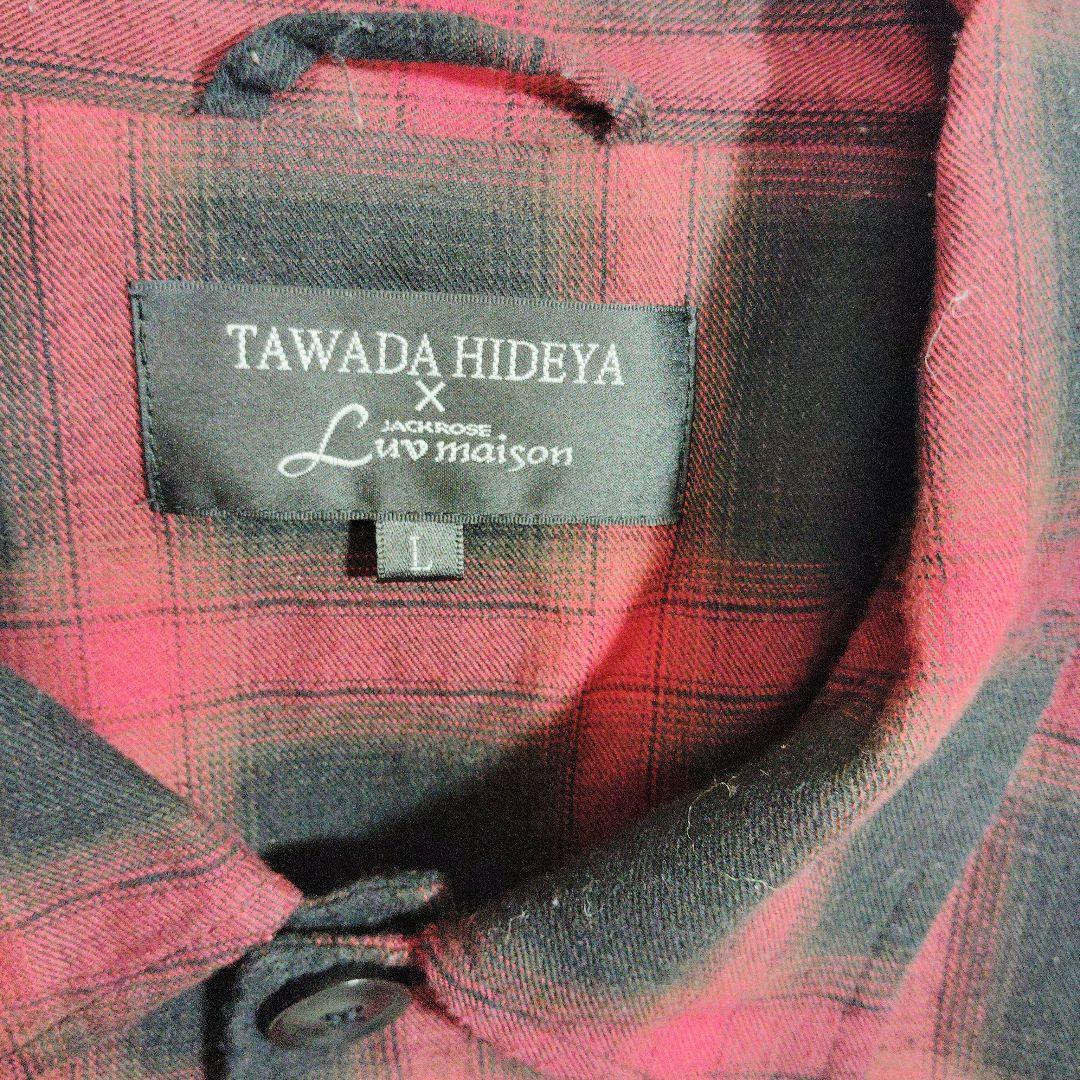 TAWADA HIDEYA
×
JACKROSE
Luv maison
L